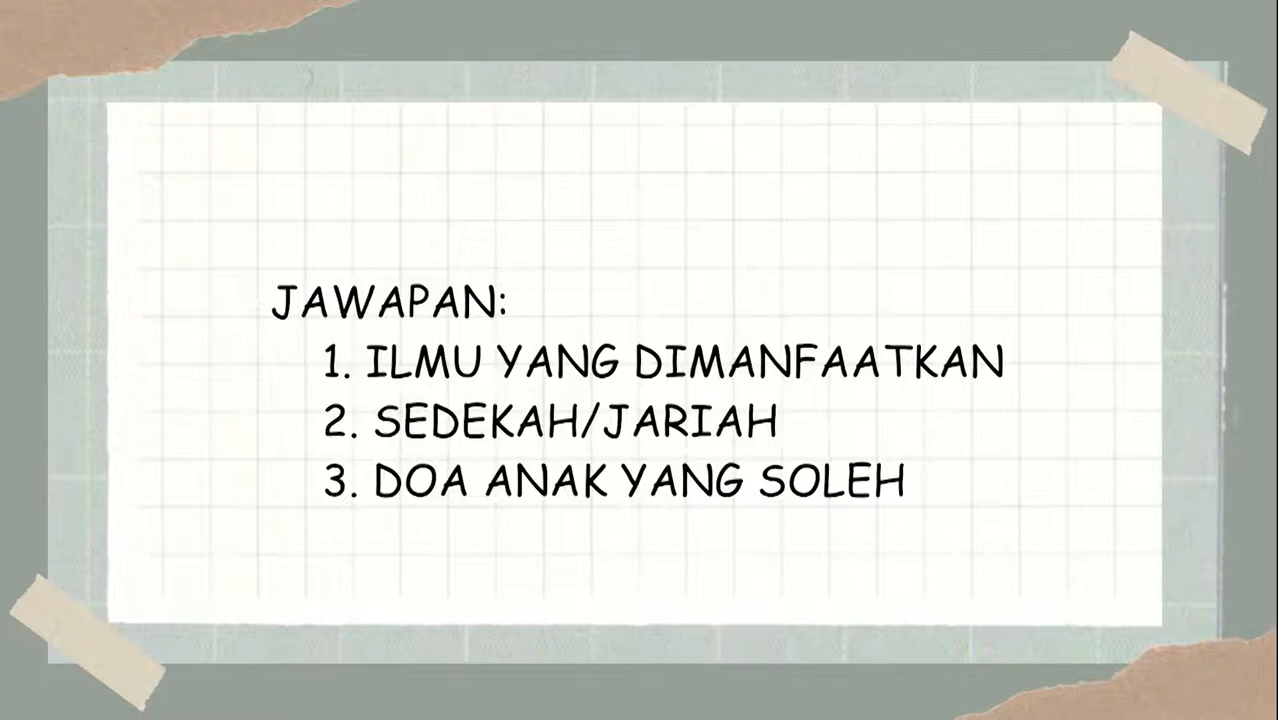 JAWAPAN:
1. ILMU YANG DIMANFAATKAN
2. SEDEKAH/JARIAH
3. DOA ANAK YANG SOLEH